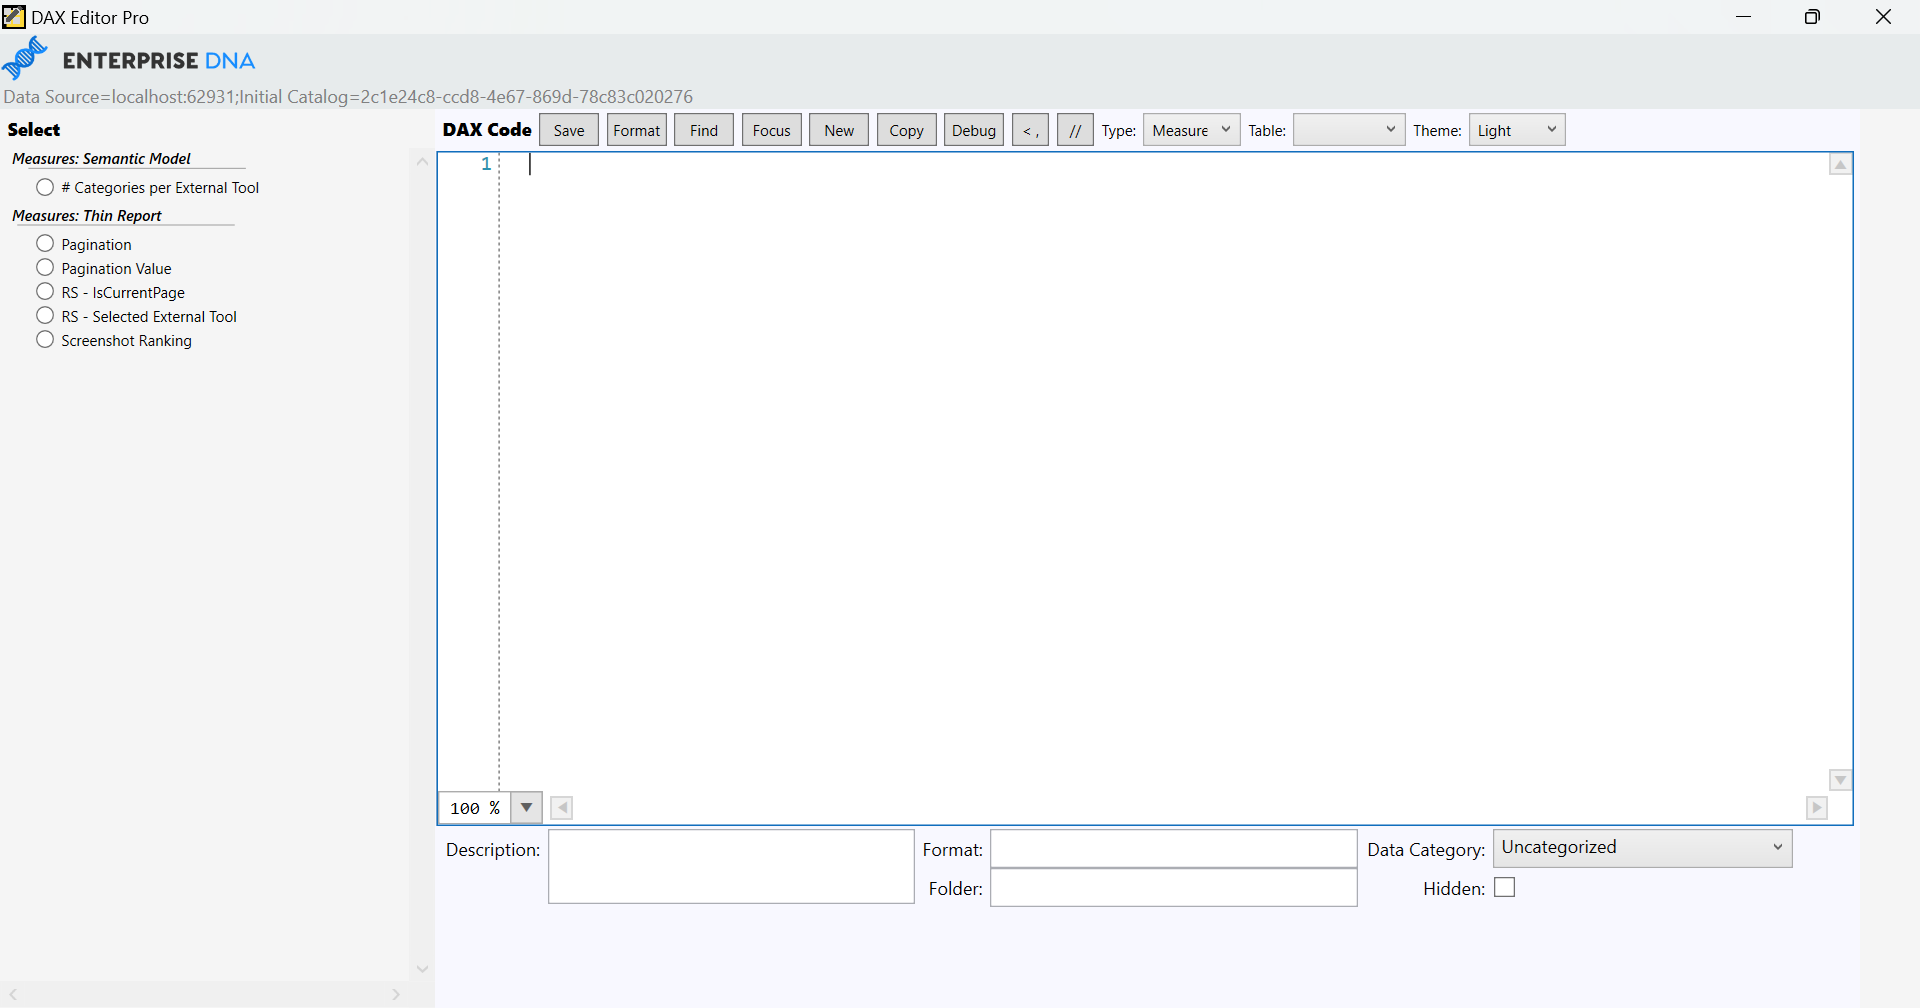 DAX Editor Pro
ENTERPRISE DNA
Data Source=localhost:62931;Initial Catalog=2c1e24c8-ccd8-4e67-869d-78c83c020276
Select
DAX Code Save Format Find Focus New Copy Debug < , // Type: Measure Table: Theme: Light
Measures: Semantic Model
# Categories per External Tool
Measures: Thin Report
Pagination
Pagination Value
RS - IsCurrentPage
RS - Selected External Tool
Screenshot Ranking
1
100 %
Description: Format: Data Category: Uncategorized
Folder: Hidden: